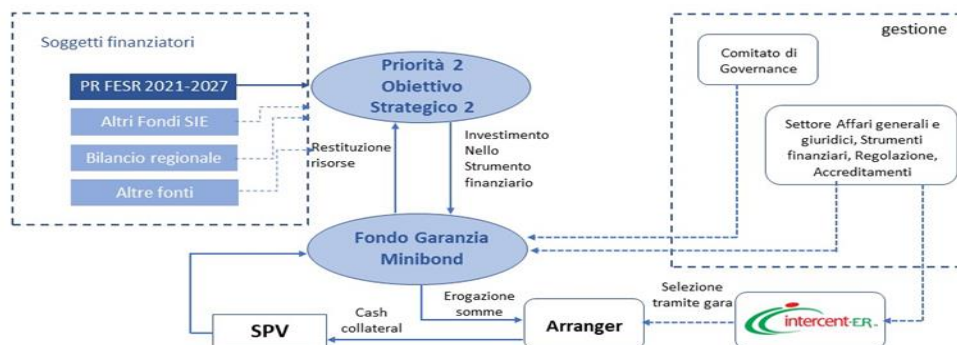 Soggetti finanziatori
PR FESR 2021-2027
Altri Fondi SIE
Bilancio regionale
Altre fonti
Priorità 2
Obiettivo
Strategico 2
Restituzione
risorse
Investimento
Nello
Strumento
finanziario
gestione
Comitato di
Governance
Settore Affari generali e
giuridici, Strumenti
finanziari, Regolazione,
Accreditamenti
Fondo Garanzia
Minibond
Erogazione
somme
Selezione
tramite gara
Cash
collateral
SPV
Arranger
intercent-ER